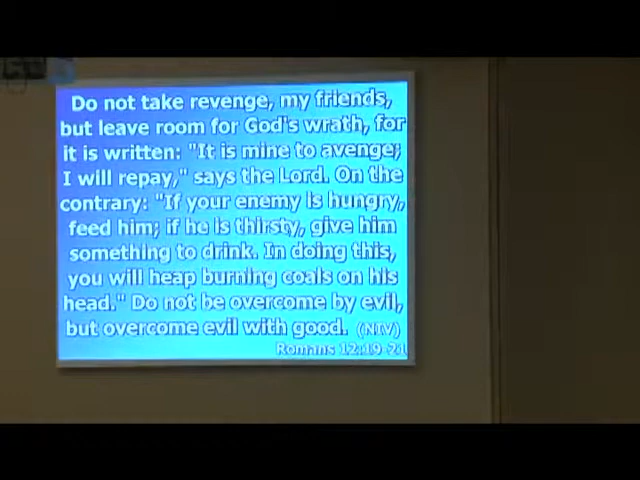 Do not take revenge, my friends,
but leave room for God's wrath, for
it is written: "It is mine to avenge;
I will repay," says the Lord. On the
contrary: "If your enemy is hungry,
feed him; if he is thirsty, give him
something to drink. In doing this,
you will heap burning coals on his
head." Do not be overcome by evil,
but overcome evil with good. (NIV)
Romans 12:19-21